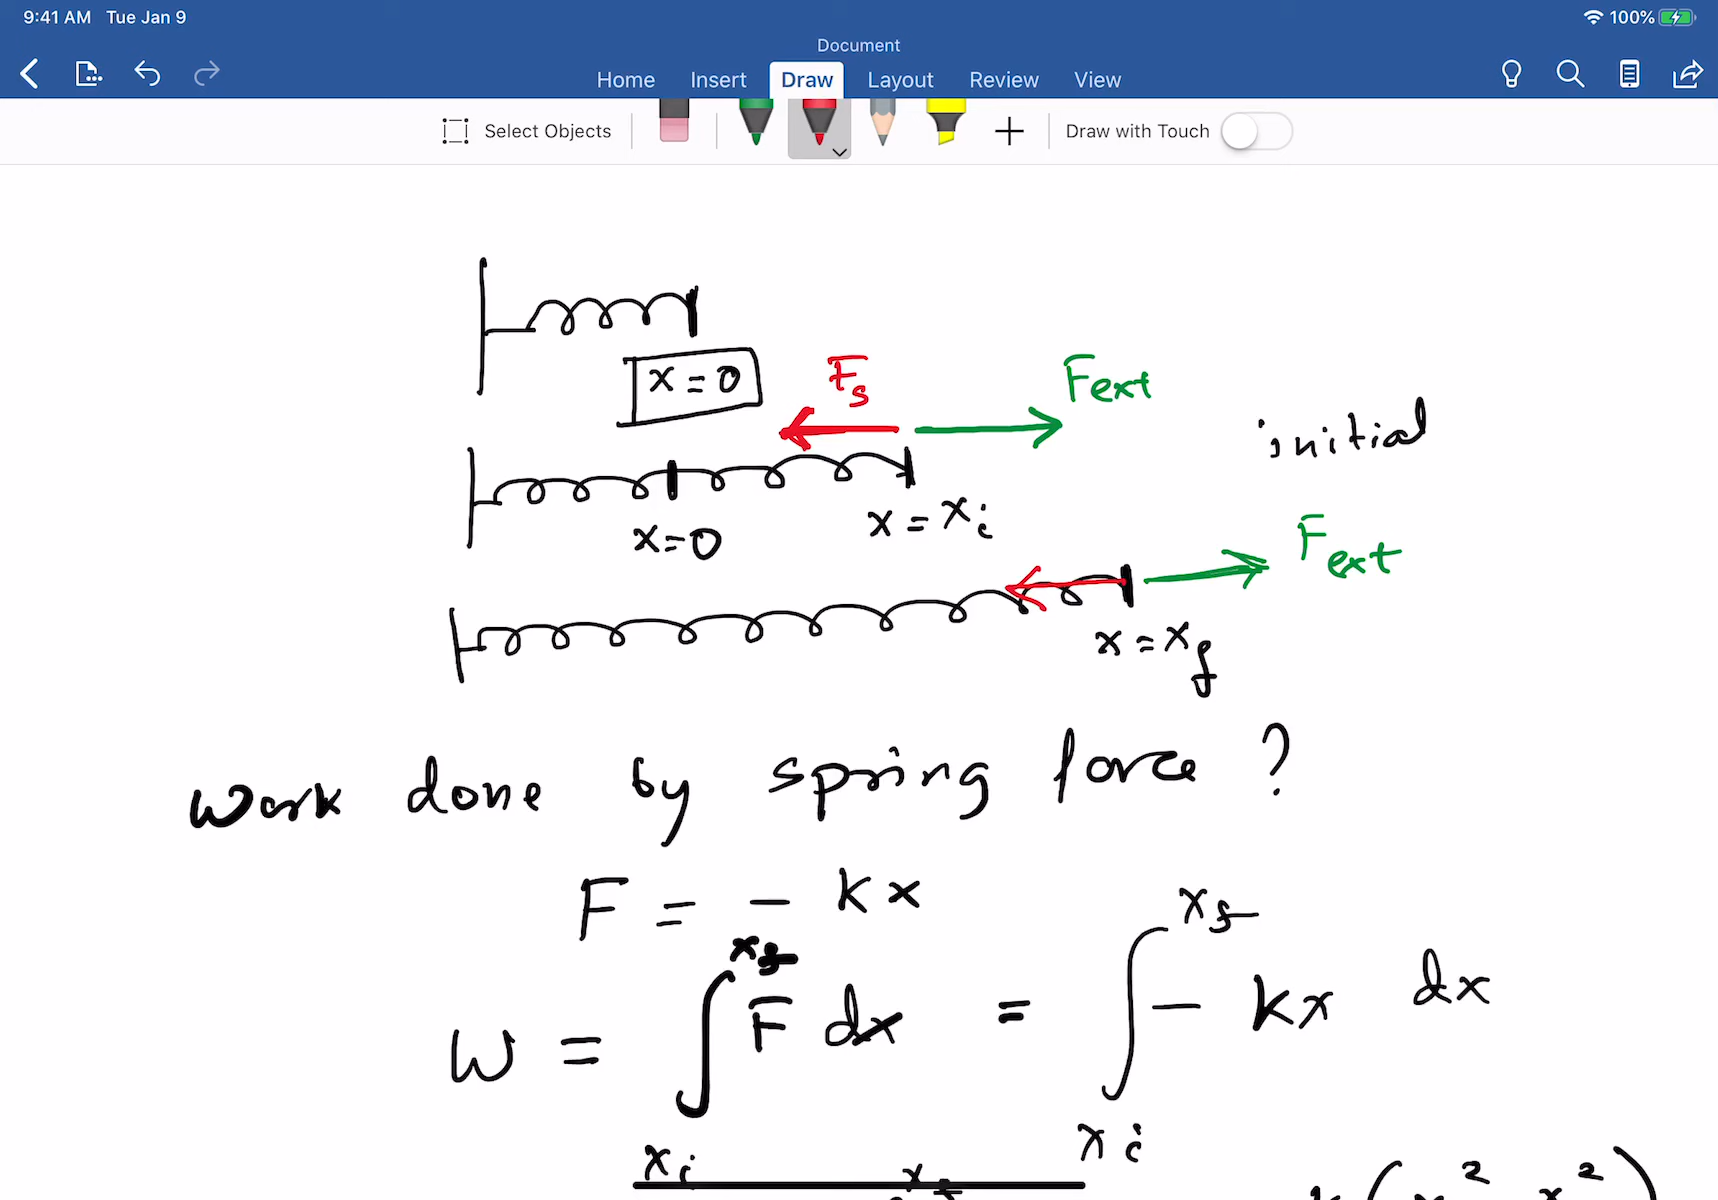 9:41 AM Tue Jan 9
100%
Document
Home Insert Draw Layout Review View
Select Objects
Draw with Touch
x = 0
Fs
Fext
initial
x=0
x = xi
Fext
x = xf
work done by spring force ?
F = - kx
W = ∫ F dx = ∫ - kx dx
xf
xf
xi
xi